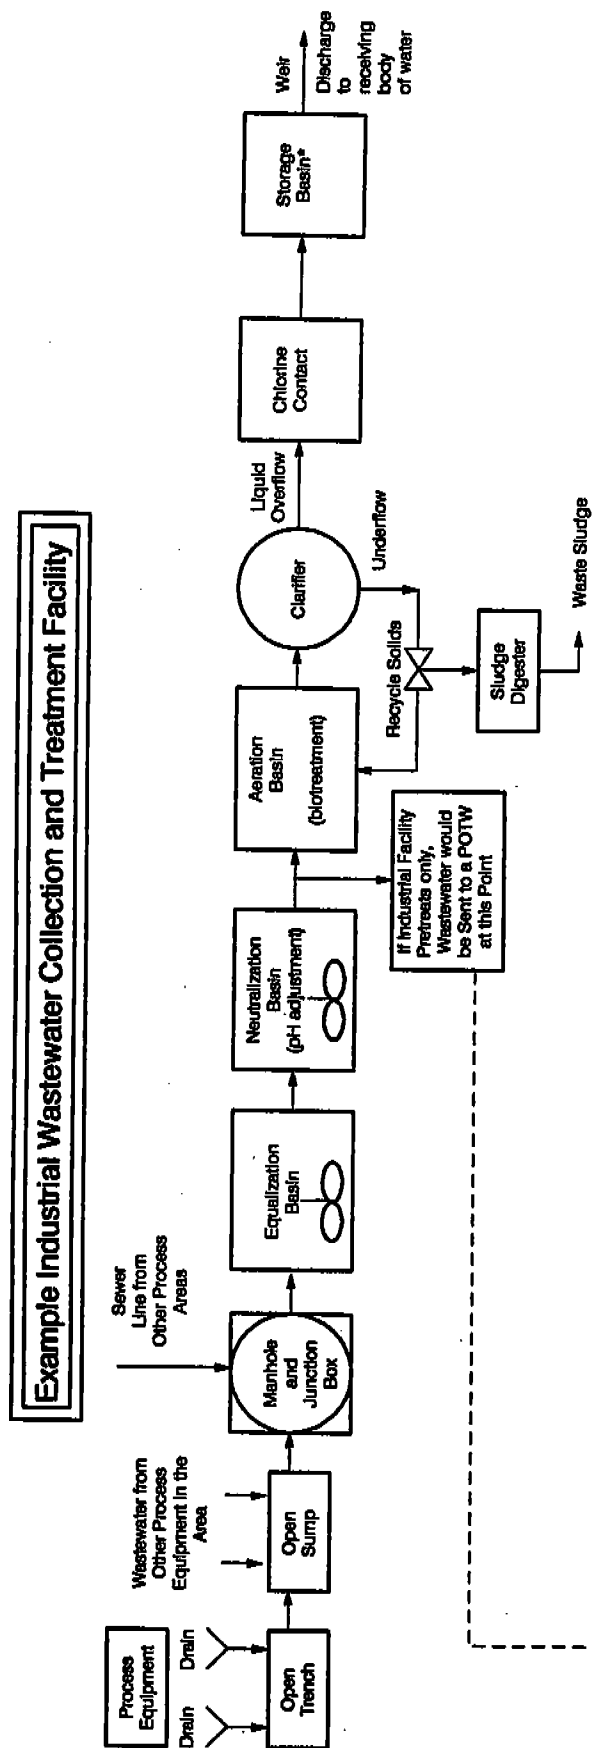 Example Industrial Wastewater Collection and Treatment Facility
Process
Equipment
Drain
Drain
Open
Trench
Wastewater from
Other Process
Equipment in the
Area
Open
Sump
Sewer
Line from
Other Process
Areas
Manhole
and
Junction
Box
Equalization
Basin
Neutralization
Basin
(pH adjustment)
If Industrial Facility
Pretreats only,
Wastewater would
be Sent to a POTW
at this Point
Aeration
Basin
(biotreatment)
Recycle Solids
Clarifier
Underflow
Sludge
Digester
Waste Sludge
Liquid
Overflow
Chlorine
Contact
Storage
Basin*
Weir
Discharge
to
receiving
body
of water